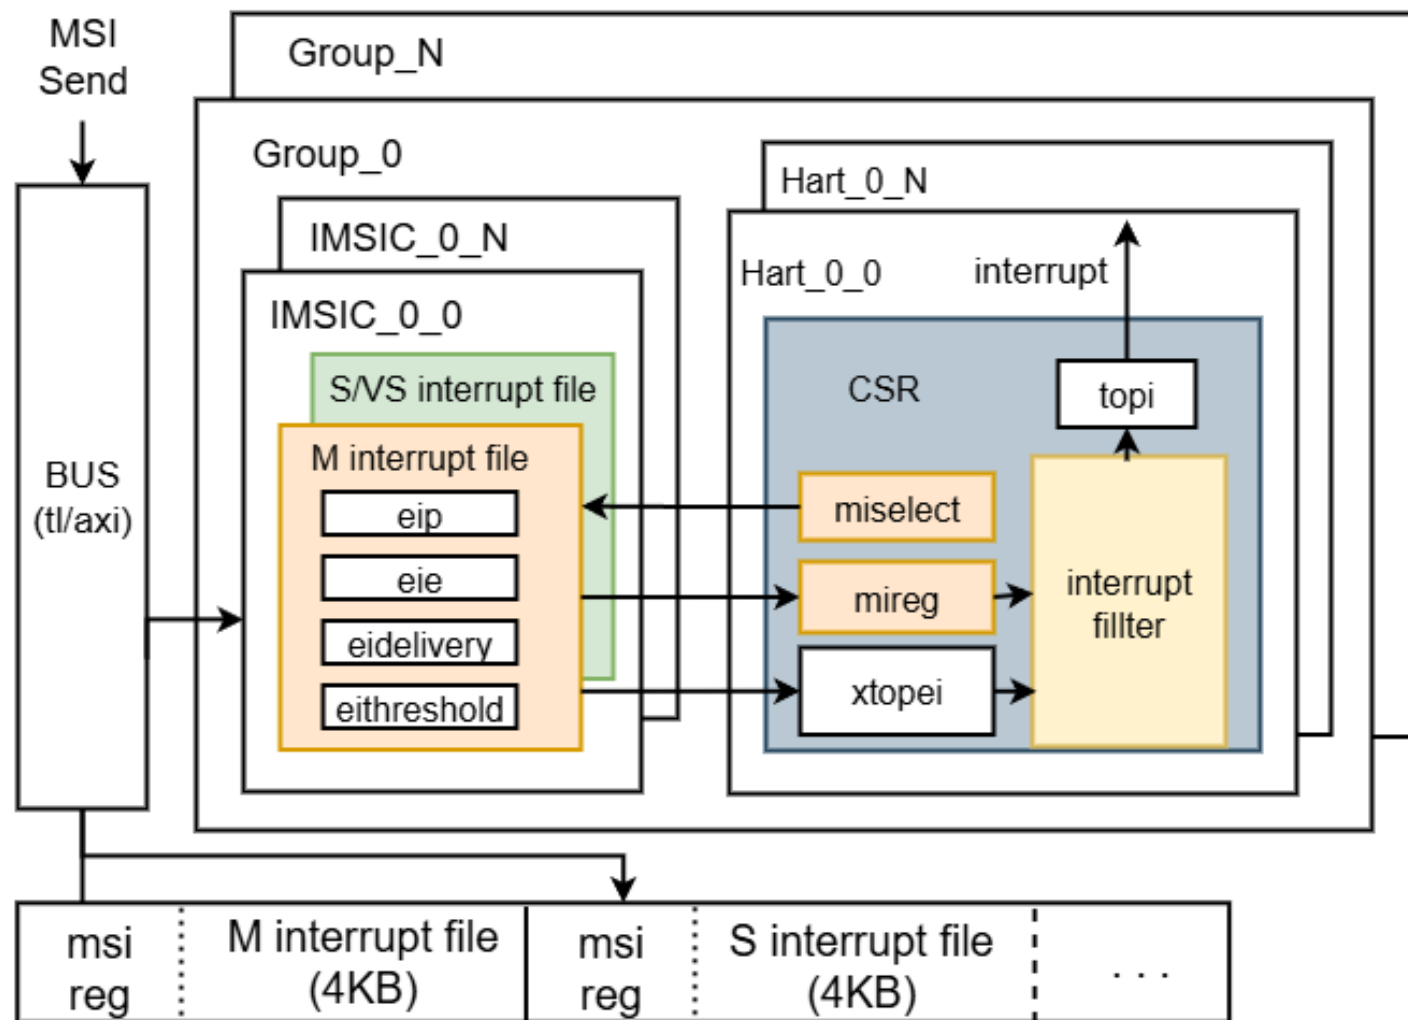 MSI
Send
Group_N
Group_0
Hart_0_N
IMSIC_0_N
Hart_0_0
interrupt
IMSIC_0_0
S/VS interrupt file
CSR
topi
M interrupt file
BUS
(tl/axi)
eip
miselect
eie
mireg
interrupt
fillter
eidelivery
xtopei
eithreshold
msi
reg
M interrupt file
(4KB)
msi
reg
S interrupt file
(4KB)
. . .